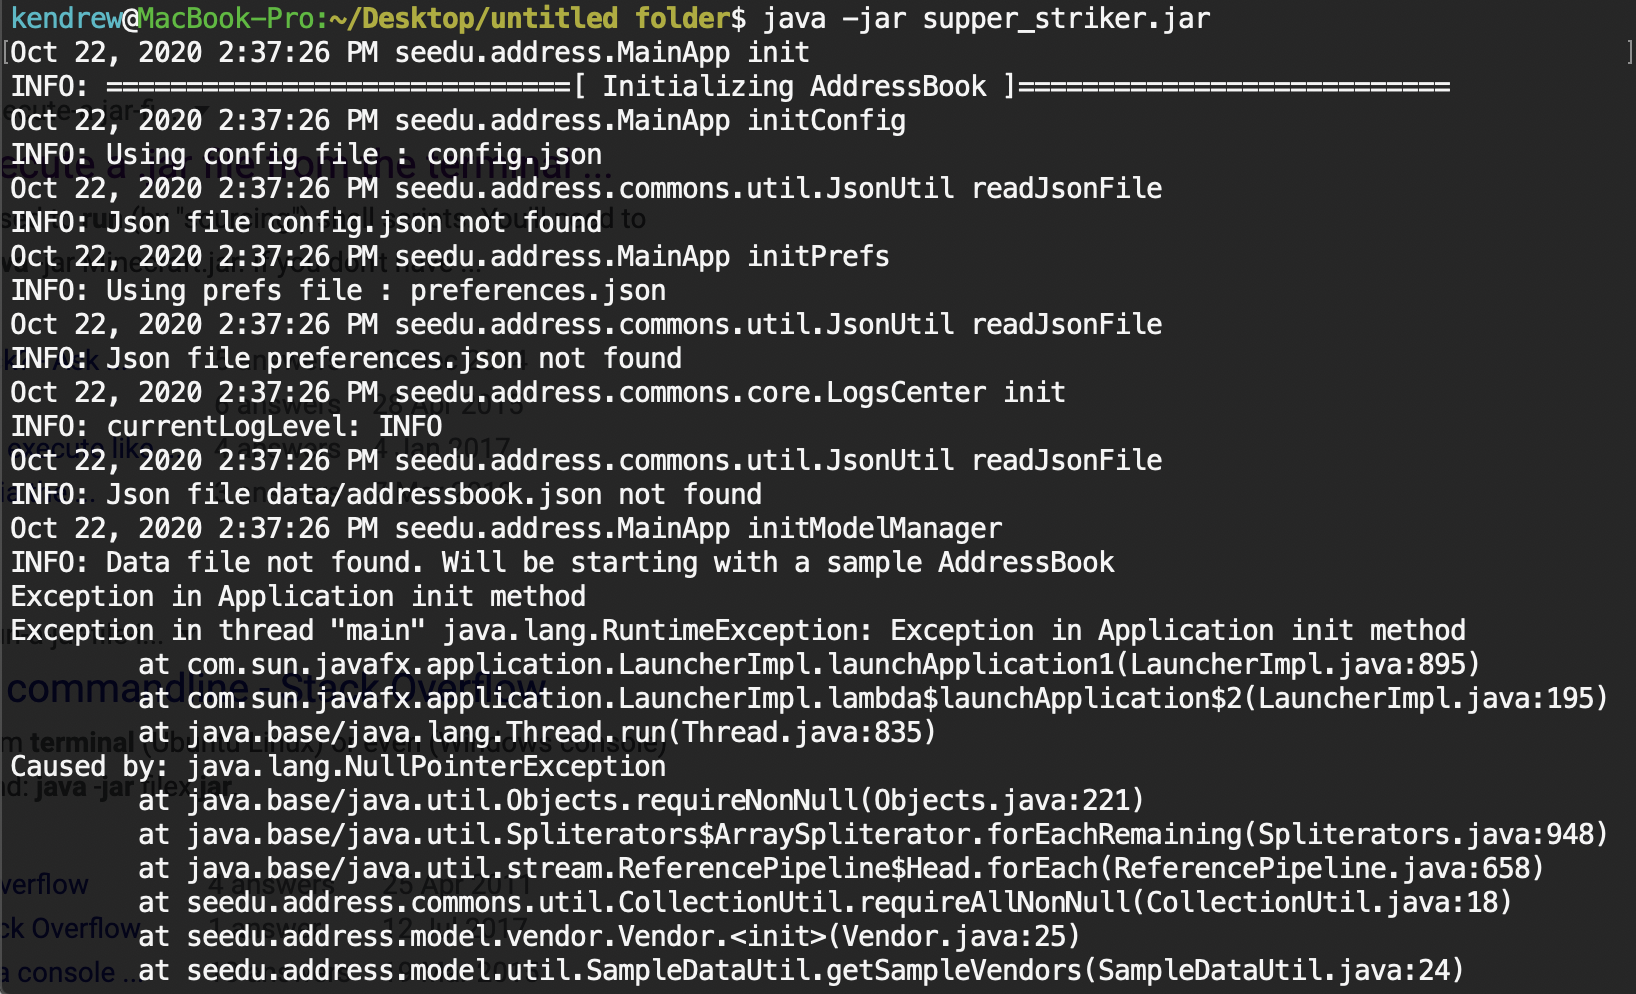 kendrew@MacBook-Pro:~/Desktop/untitled folder$ java -jar supper_striker.jar
[Oct 22, 2020 2:37:26 PM seedu.address.MainApp init ]
INFO: =============================[ Initializing AddressBook ]===========================
Oct 22, 2020 2:37:26 PM seedu.address.MainApp initConfig
INFO: Using config file : config.json
Oct 22, 2020 2:37:26 PM seedu.address.commons.util.JsonUtil readJsonFile
INFO: Json file config.json not found
Oct 22, 2020 2:37:26 PM seedu.address.MainApp initPrefs
INFO: Using prefs file : preferences.json
Oct 22, 2020 2:37:26 PM seedu.address.commons.util.JsonUtil readJsonFile
INFO: Json file preferences.json not found
Oct 22, 2020 2:37:26 PM seedu.address.commons.core.LogsCenter init
INFO: currentLogLevel: INFO
Oct 22, 2020 2:37:26 PM seedu.address.commons.util.JsonUtil readJsonFile
INFO: Json file data/addressbook.json not found
Oct 22, 2020 2:37:26 PM seedu.address.MainApp initModelManager
INFO: Data file not found. Will be starting with a sample AddressBook
Exception in Application init method
Exception in thread "main" java.lang.RuntimeException: Exception in Application init method
at com.sun.javafx.application.LauncherImpl.launchApplication1(LauncherImpl.java:895)
at com.sun.javafx.application.LauncherImpl.lambda$launchApplication$2(LauncherImpl.java:195)
at java.base/java.lang.Thread.run(Thread.java:835)
Caused by: java.lang.NullPointerException
at java.base/java.util.Objects.requireNonNull(Objects.java:221)
at java.base/java.util.Spliterators$ArraySpliterator.forEachRemaining(Spliterators.java:948)
at java.base/java.util.stream.ReferencePipeline$Head.forEach(ReferencePipeline.java:658)
at seedu.address.commons.util.CollectionUtil.requireAllNonNull(CollectionUtil.java:18)
at seedu.address.model.vendor.Vendor.<init>(Vendor.java:25)
at seedu.address.model.util.SampleDataUtil.getSampleVendors(SampleDataUtil.java:24)